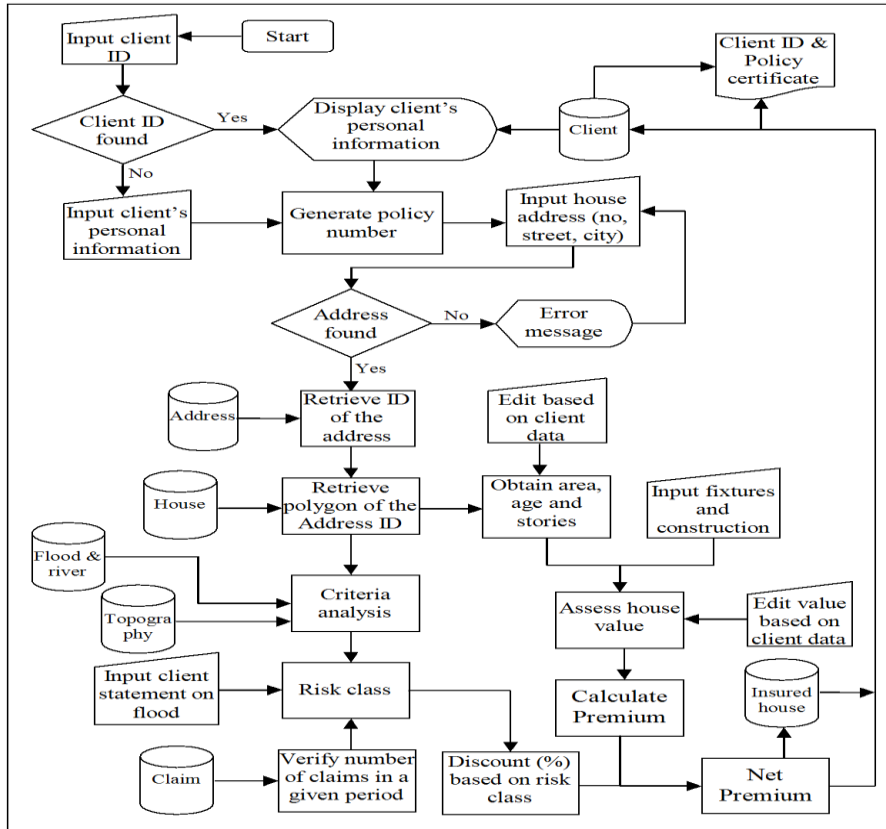 Input client
ID
Start
Client ID &
Policy
certificate
Client ID
found
Yes
Display client's
personal
information
Client
No
Input client's
personal
information
Generate policy
number
Input house
address (no,
street, city)
Address
found
No
Error
message
Yes
Address
Retrieve ID
of the
address
Edit based
on client
data
House
Retrieve
polygon of the
Address ID
Obtain area,
age and
stories
Input fixtures
and
construction
Flood &
river
Topogra
phy
Criteria
analysis
Assess house
value
Edit value
based on
client data
Input client
statement on
flood
Risk class
Calculate
Premium
Insured
house
Claim
Verify number
of claims in a
given period
Discount (%)
based on risk
class
Net
Premium